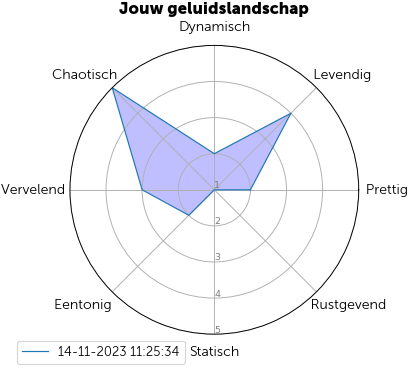 Jouw geluidslandschap
Dynamisch
Chaotisch
Levendig
Vervelend
Prettig
1
2
3
4
5
Eentonig
Rustgevend
14-11-2023 11:25:34
Statisch